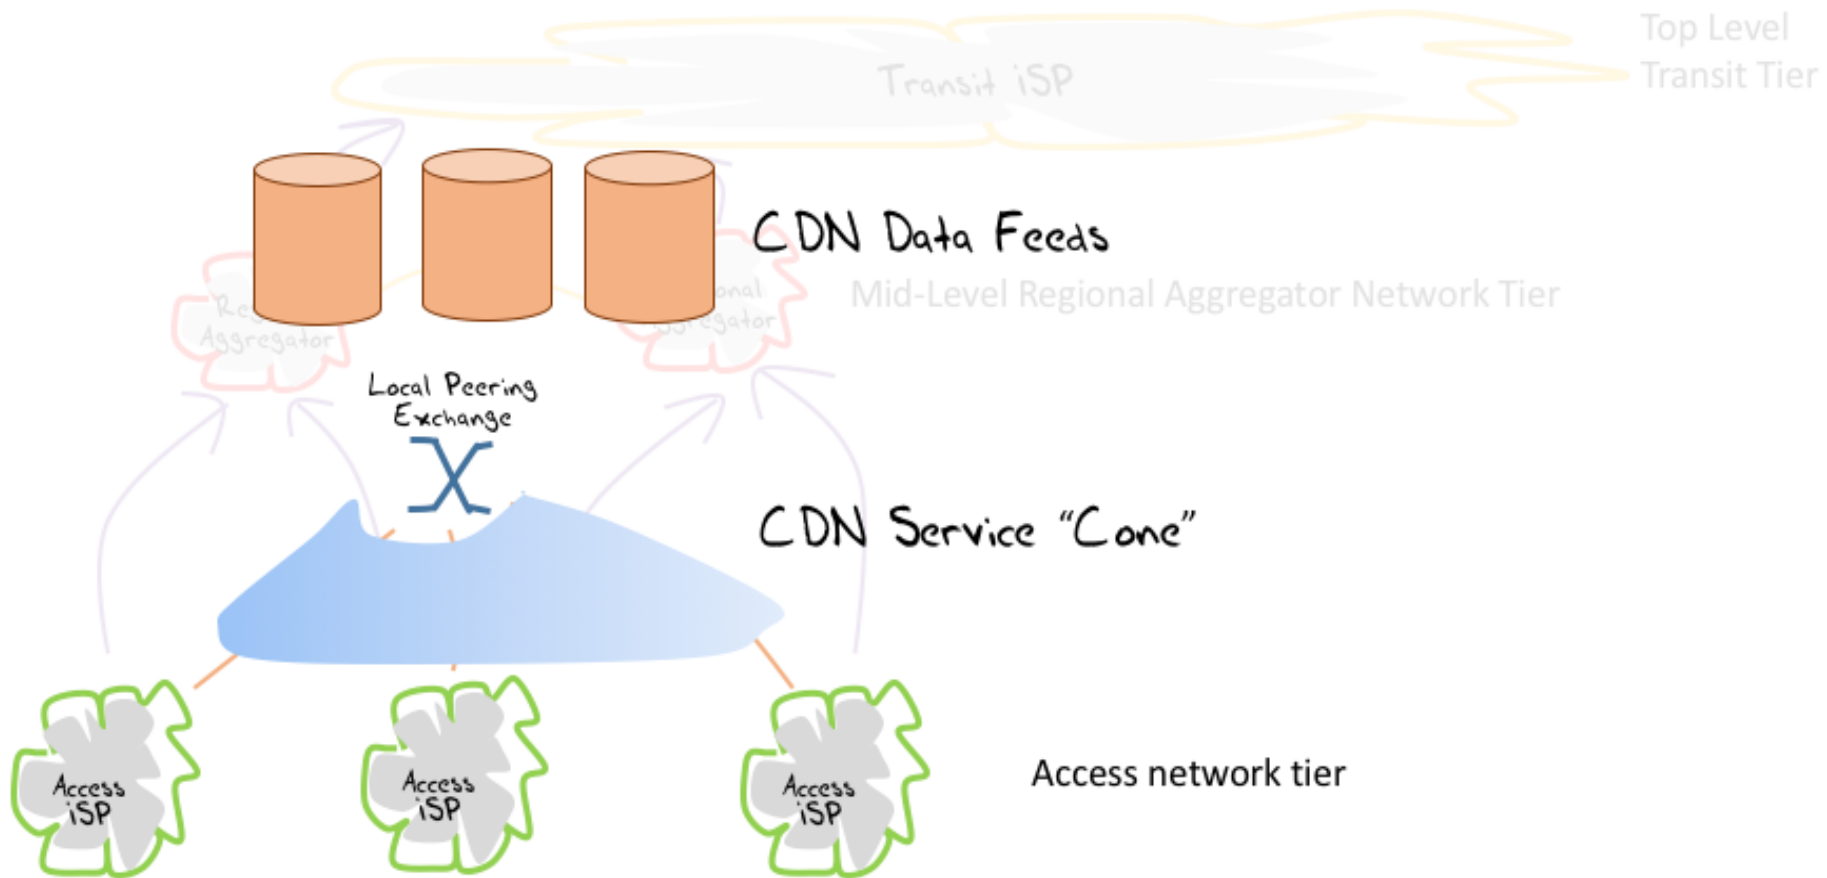 Top Level
Transit Tier
Transit iSP
CDN Data Feeds
Mid-Level Regional Aggregator Network Tier
Aggregator
Local Peering
Exchange
CDN Service "Cone"
Access
iSP
Access
iSP
Access
iSP
Access network tier